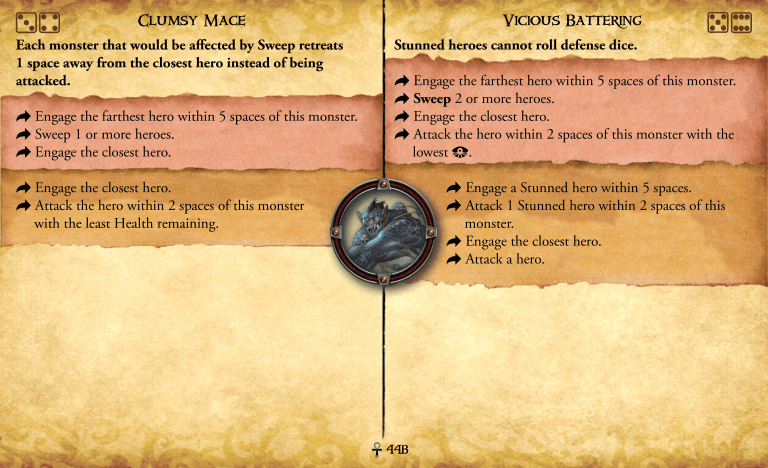 Clumsy Mace
Each monster that would be affected by Sweep retreats
1 space away from the closest hero instead of being
attacked.
Engage the farthest hero within 5 spaces of this monster.
Sweep 1 or more heroes.
Engage the closest hero.
Engage the closest hero.
Attack the hero within 2 spaces of this monster
with the least Health remaining.
Vicious Battering
Stunned heroes cannot roll defense dice.
Engage the farthest hero within 5 spaces of this monster.
Sweep 2 or more heroes.
Engage the closest hero.
Attack the hero within 2 spaces of this monster with the
lowest .
Engage a Stunned hero within 5 spaces.
Attack 1 Stunned hero within 2 spaces of this
monster.
Engage the closest hero.
Attack a hero.
44B